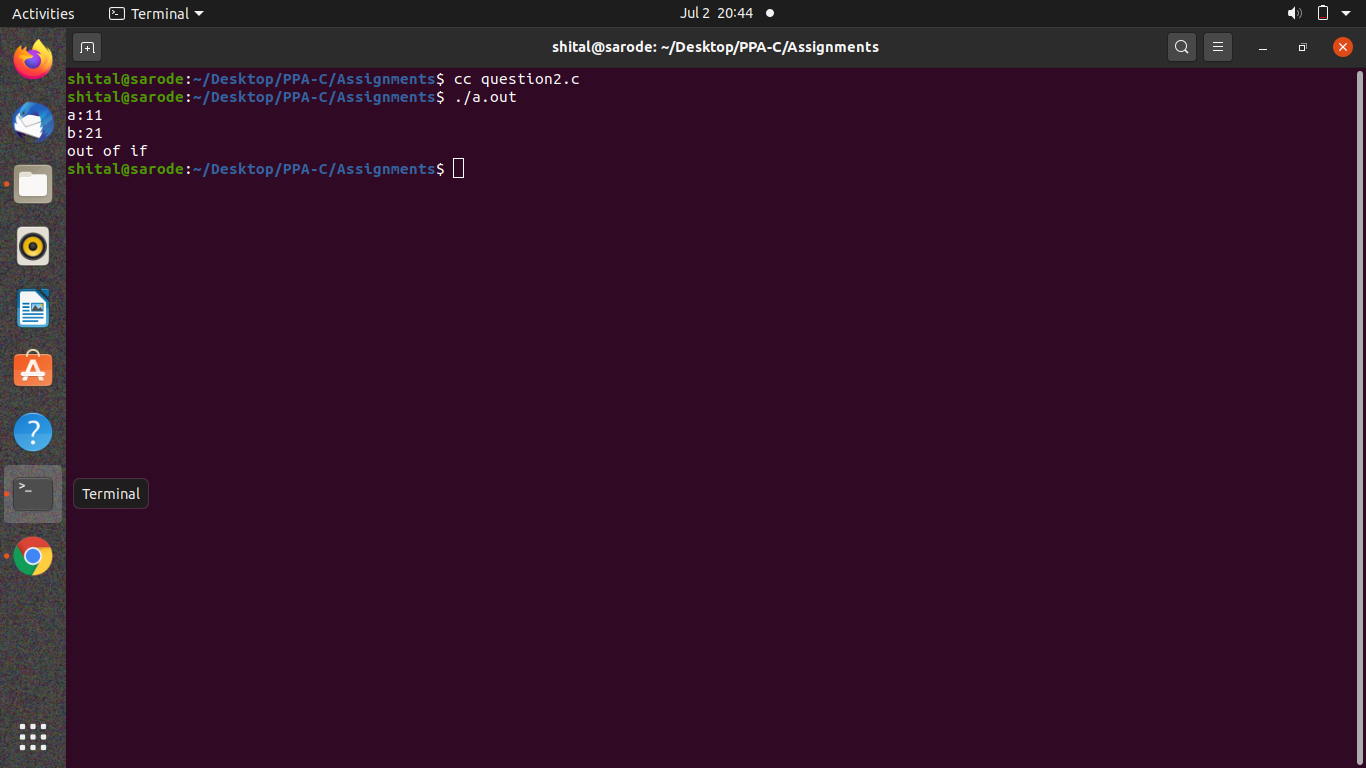 Activities
Terminal
Jul 2 20:44
shital@sarode: ~/Desktop/PPA-C/Assignments
shital@sarode:~/Desktop/PPA-C/Assignments$ cc question2.c
shital@sarode:~/Desktop/PPA-C/Assignments$ ./a.out
a:11
b:21
out of if
shital@sarode:~/Desktop/PPA-C/Assignments$
Terminal